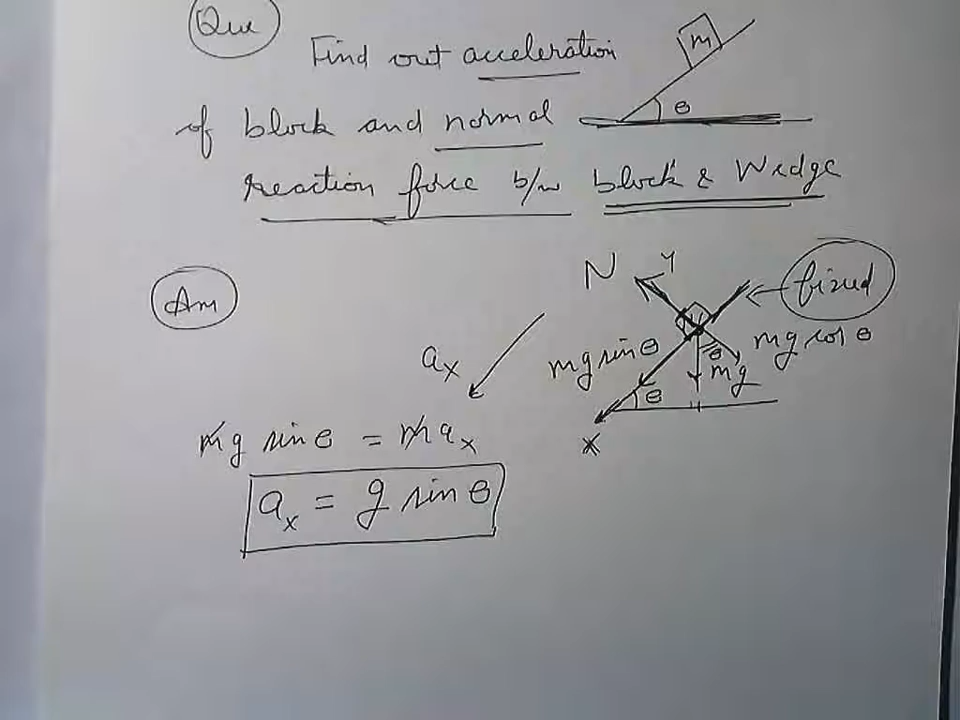 Que
Find out acceleration
m
θ
of block and normal
reaction force b/w block & Wedge
Ans
N
Y
fixed
ax
mg sinθ
θ
mg cosθ
mg
θ
X
mg sinθ = max
ax = g sinθ